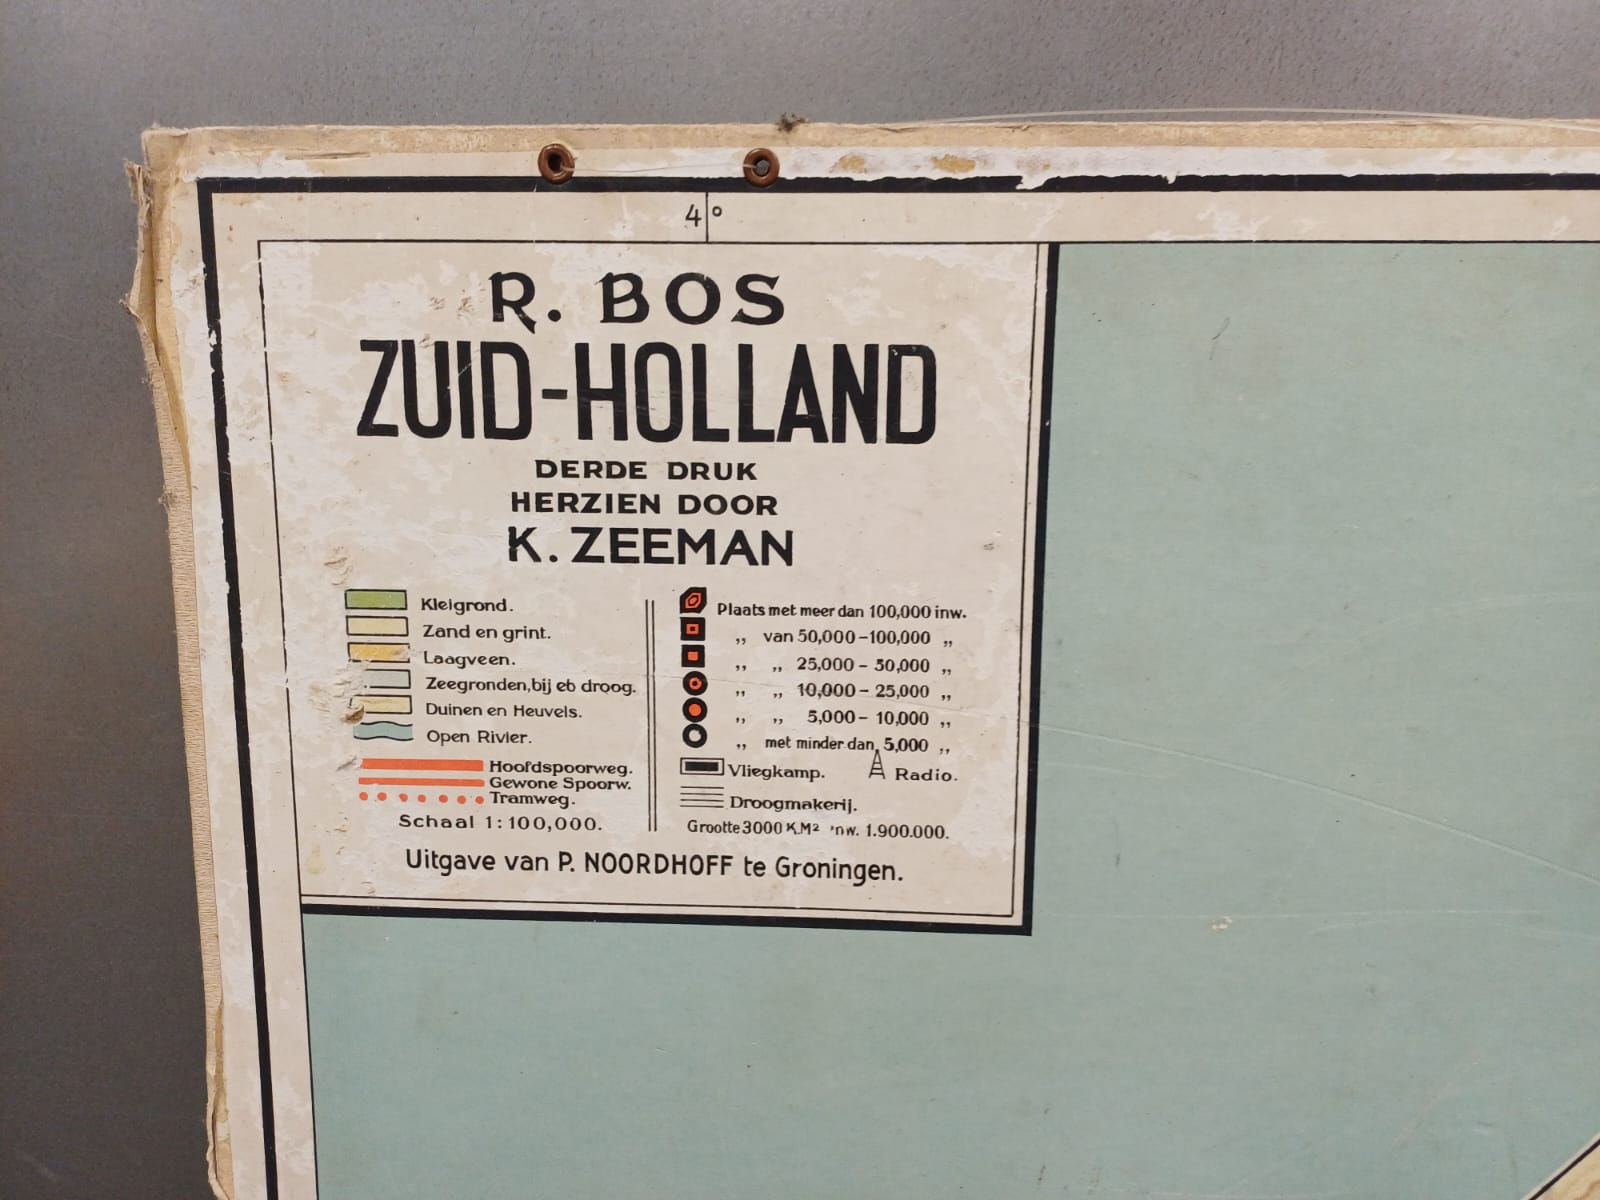 4°
R. BOS
ZUID-HOLLAND
DERDE DRUK
HERZIEN DOOR
K. ZEEMAN
Kleigrond.
Zand en grint.
Laagveen.
Zeegronden, bij eb droog.
Duinen en Heuvels.
Open Rivier.
Hoofdspoorweg.
Gewone Spoorw.
Tramweg.
Schaal 1:100,000.
Plaats met meer dan 100,000 inw.
„ van 50,000-100,000 „
„ „ 25,000 - 50,000 „
„ „ 10,000 - 25,000 „
„ „ 5,000 - 10,000 „
„ met minder dan 5,000 „
Vliegkamp. Radio.
Droogmakerij.
Grootte 3000 K.M² inw. 1.900.000.
Uitgave van P. NOORDHOFF te Groningen.